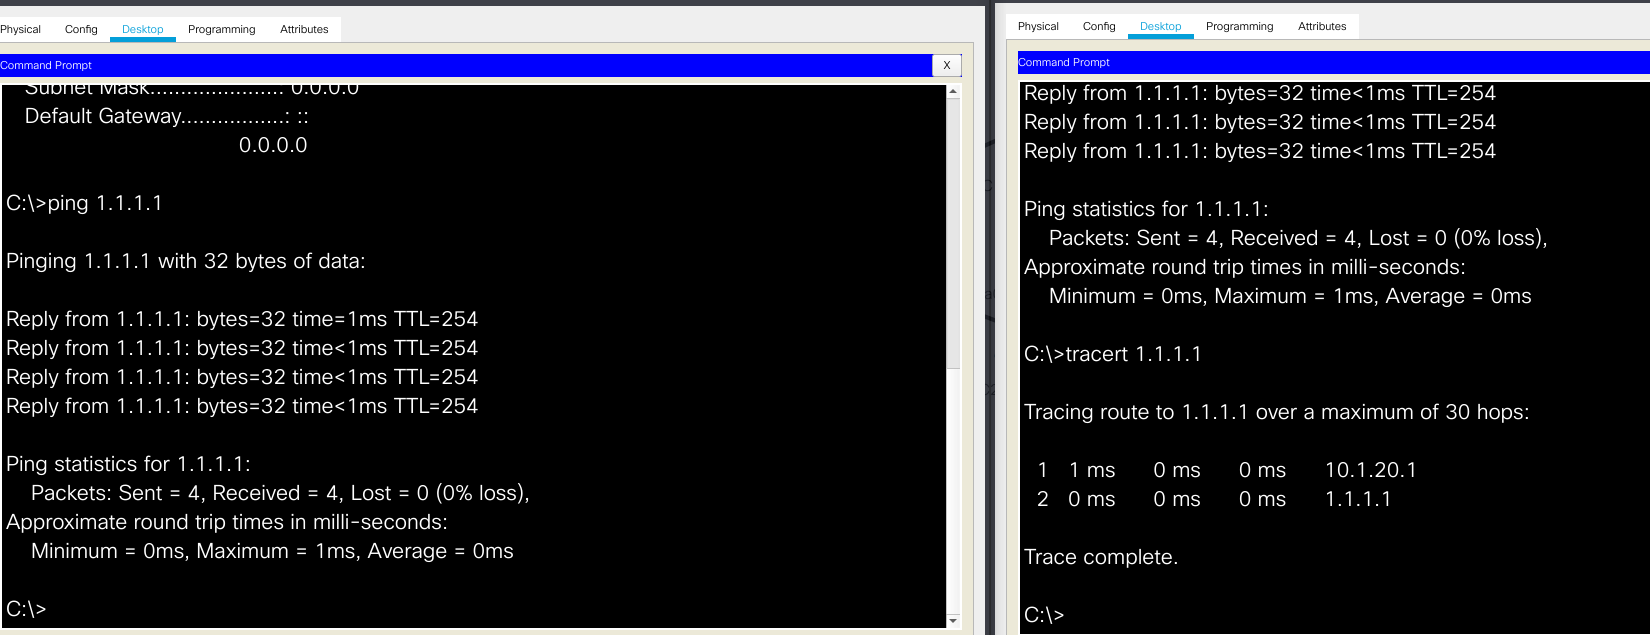 Physical Config Desktop Programming Attributes
Command Prompt X
Subnet Mask......................: 0.0.0.0
Default Gateway.................: ::
0.0.0.0
C:\>ping 1.1.1.1
Pinging 1.1.1.1 with 32 bytes of data:
Reply from 1.1.1.1: bytes=32 time=1ms TTL=254
Reply from 1.1.1.1: bytes=32 time<1ms TTL=254
Reply from 1.1.1.1: bytes=32 time<1ms TTL=254
Reply from 1.1.1.1: bytes=32 time<1ms TTL=254
Ping statistics for 1.1.1.1:
Packets: Sent = 4, Received = 4, Lost = 0 (0% loss),
Approximate round trip times in milli-seconds:
Minimum = 0ms, Maximum = 1ms, Average = 0ms
C:\>
Physical Config Desktop Programming Attributes
Command Prompt
Reply from 1.1.1.1: bytes=32 time<1ms TTL=254
Reply from 1.1.1.1: bytes=32 time<1ms TTL=254
Reply from 1.1.1.1: bytes=32 time<1ms TTL=254
Ping statistics for 1.1.1.1:
Packets: Sent = 4, Received = 4, Lost = 0 (0% loss),
Approximate round trip times in milli-seconds:
Minimum = 0ms, Maximum = 1ms, Average = 0ms
C:\>tracert 1.1.1.1
Tracing route to 1.1.1.1 over a maximum of 30 hops:
1 1 ms 0 ms 0 ms 10.1.20.1
2 0 ms 0 ms 0 ms 1.1.1.1
Trace complete.
C:\>